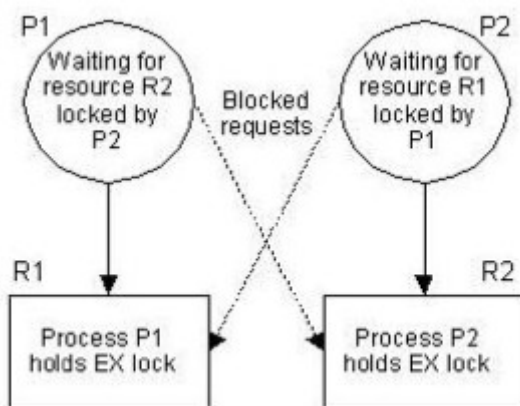 P1
Waiting for
resource R2
locked by
P2
Blocked
requests
P2
Waiting for
resource R1
locked by
P1
R1
Process P1
holds EX lock
R2
Process P2
holds EX lock